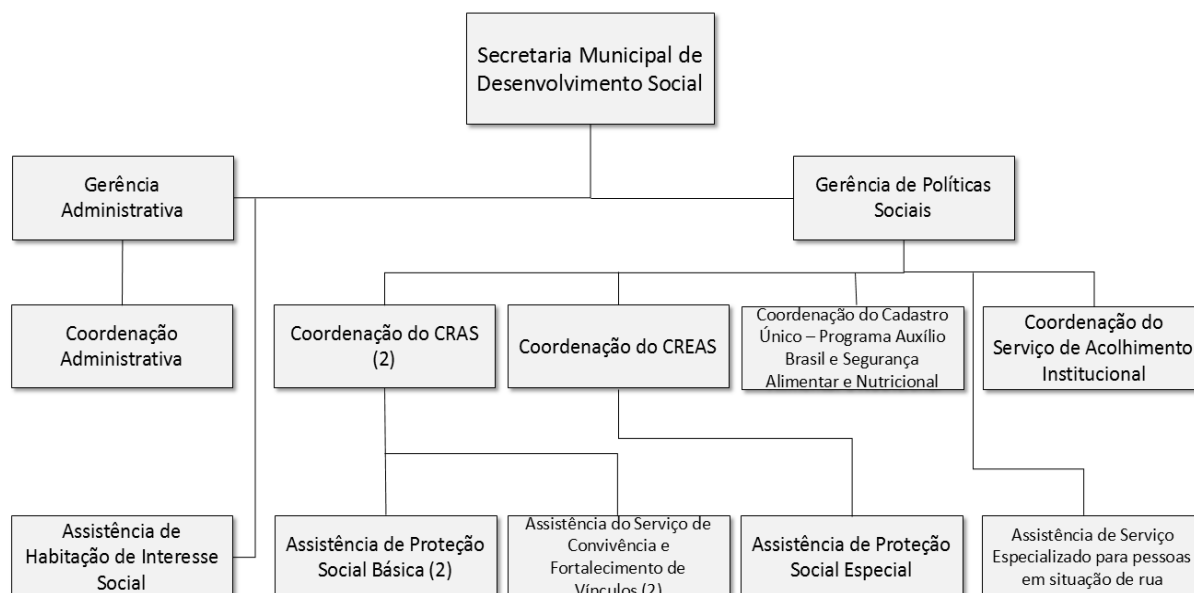 Secretaria Municipal de
Desenvolvimento Social
Gerência
Administrativa
Gerência de Políticas
Sociais
Coordenação
Administrativa
Coordenação do CRAS
(2)
Coordenação do CREAS
Coordenação do Cadastro
Único – Programa Auxílio
Brasil e Segurança
Alimentar e Nutricional
Coordenação do
Serviço de Acolhimento
Institucional
Assistência de
Habitação de Interesse
Social
Assistência de Proteção
Social Básica (2)
Assistência do Serviço de
Convivência e
Fortalecimento de
Vínculos (2)
Assistência de Proteção
Social Especial
Assistência de Serviço
Especializado para pessoas
em situação de rua